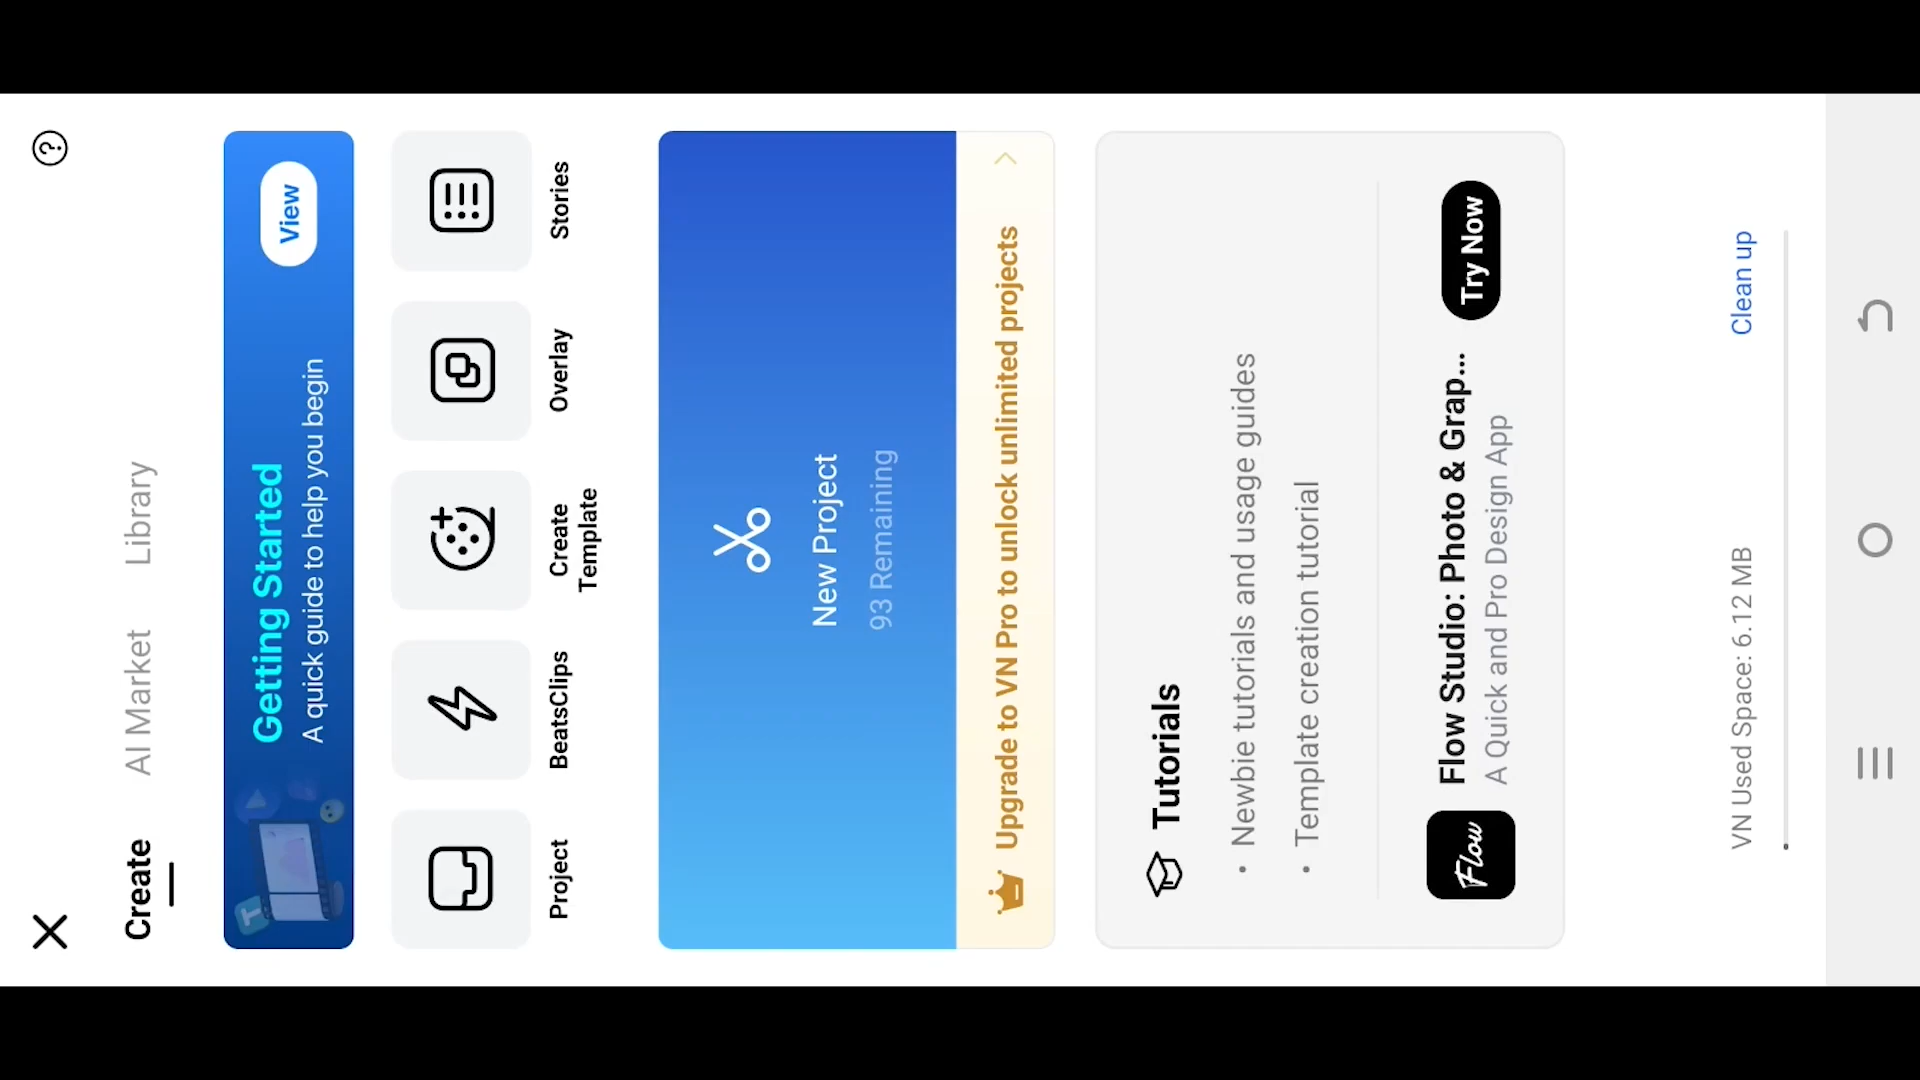 Create AI Market Library
Getting Started
A quick guide to help you begin
View
Project
BeatsClips
Create
Template
Overlay
Stories
New Project
93 Remaining
Upgrade to VN Pro to unlock unlimited projects
Tutorials
• Newbie tutorials and usage guides
• Template creation tutorial
Flow
Flow Studio: Photo & Grap...
A Quick and Pro Design App
Try Now
VN Used Space: 6.12 MB
Clean up